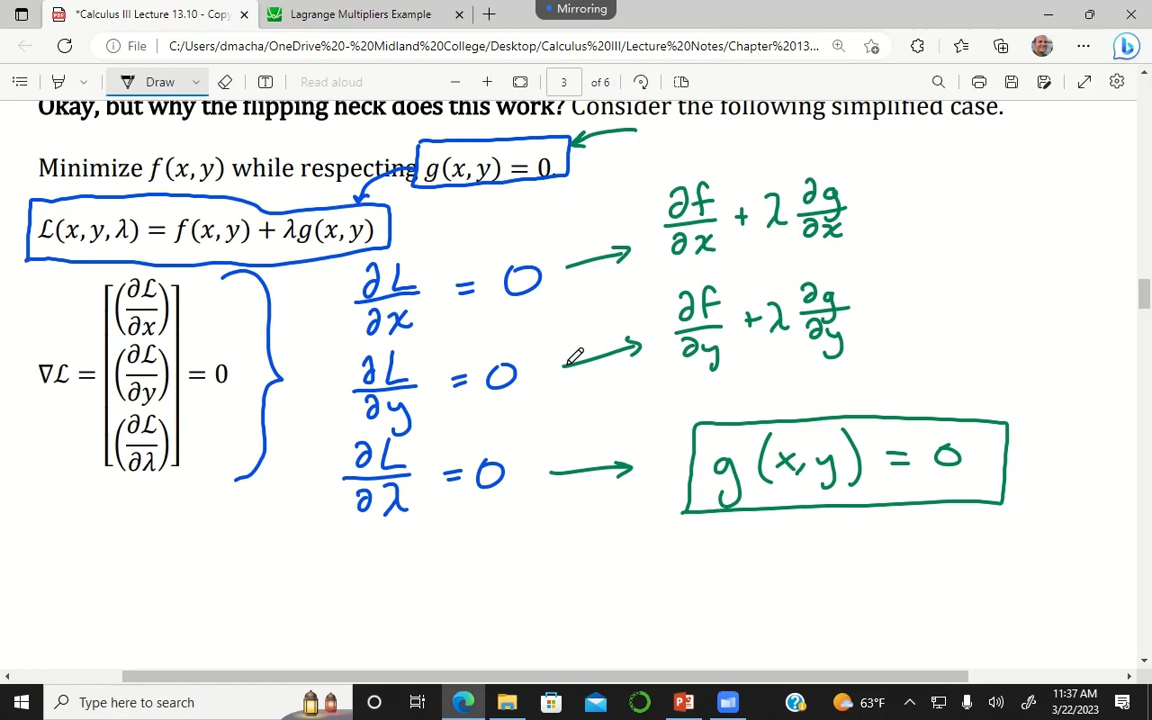 Mirroring
*Calculus III Lecture 13.10 - Copy
Lagrange Multipliers Example
File
C:/Users/dmacha/OneDrive%20-%20Midland%20College/Desktop/Calculus%20III/Lecture%20Notes/Chapter%2013...
Draw
Read aloud
3 of 6
Okay, but why the flipping heck does this work? Consider the following simplified case.
Minimize f(x, y) while respecting g(x, y) = 0.
ℒ(x, y, λ) = f(x, y) + λg(x, y)
∇ℒ = [(∂ℒ/∂x) (∂ℒ/∂y) (∂ℒ/∂λ)] = 0
∂L/∂x = 0 → ∂f/∂x + λ ∂g/∂x
∂L/∂y = 0 → ∂f/∂y + λ ∂g/∂y
∂L/∂λ = 0 → g(x, y) = 0
Type here to search
63°F
11:37 AM
3/22/2023